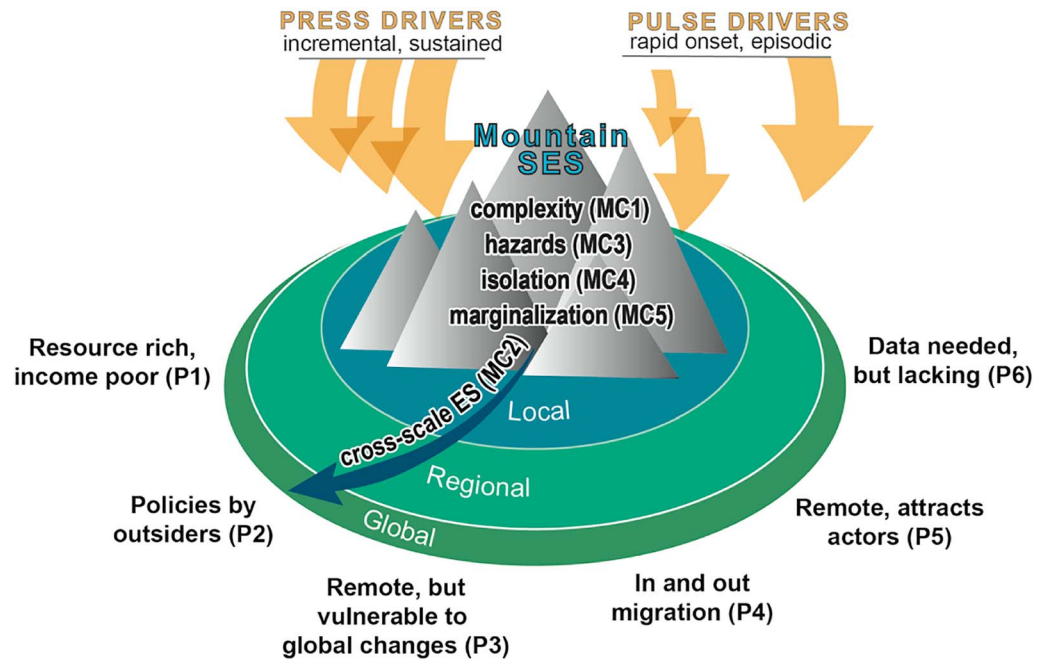 PRESS DRIVERS
incremental, sustained
PULSE DRIVERS
rapid onset, episodic
Mountain
SES
complexity (MC1)
hazards (MC3)
isolation (MC4)
marginalization (MC5)
cross-scale ES (MC2)
Local
Regional
Global
Resource rich,
income poor (P1)
Policies by
outsiders (P2)
Remote, but
vulnerable to
global changes (P3)
In and out
migration (P4)
Remote, attracts
actors (P5)
Data needed,
but lacking (P6)